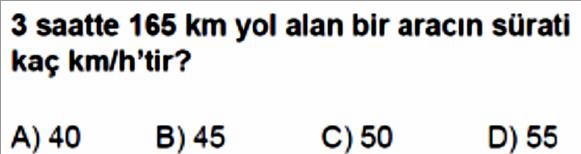 3 saatte 165 km yol alan bir aracın sürati
kaç km/h'tir?
A) 40 B) 45 C) 50 D) 55